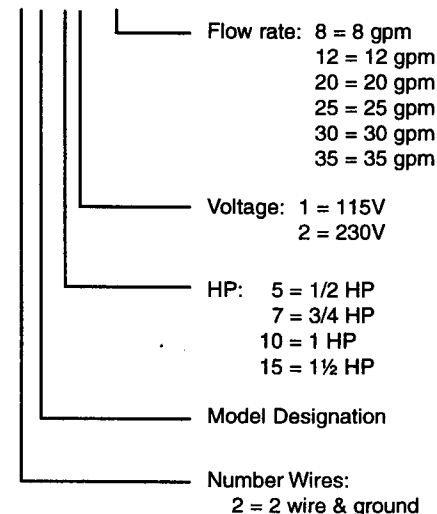 Flow rate: 8 = 8 gpm
12 = 12 gpm
20 = 20 gpm
25 = 25 gpm
30 = 30 gpm
35 = 35 gpm
Voltage: 1 = 115V
2 = 230V
HP: 5 = 1/2 HP
7 = 3/4 HP
10 = 1 HP
15 = 1½ HP
Model Designation
Number Wires:
2 = 2 wire & ground